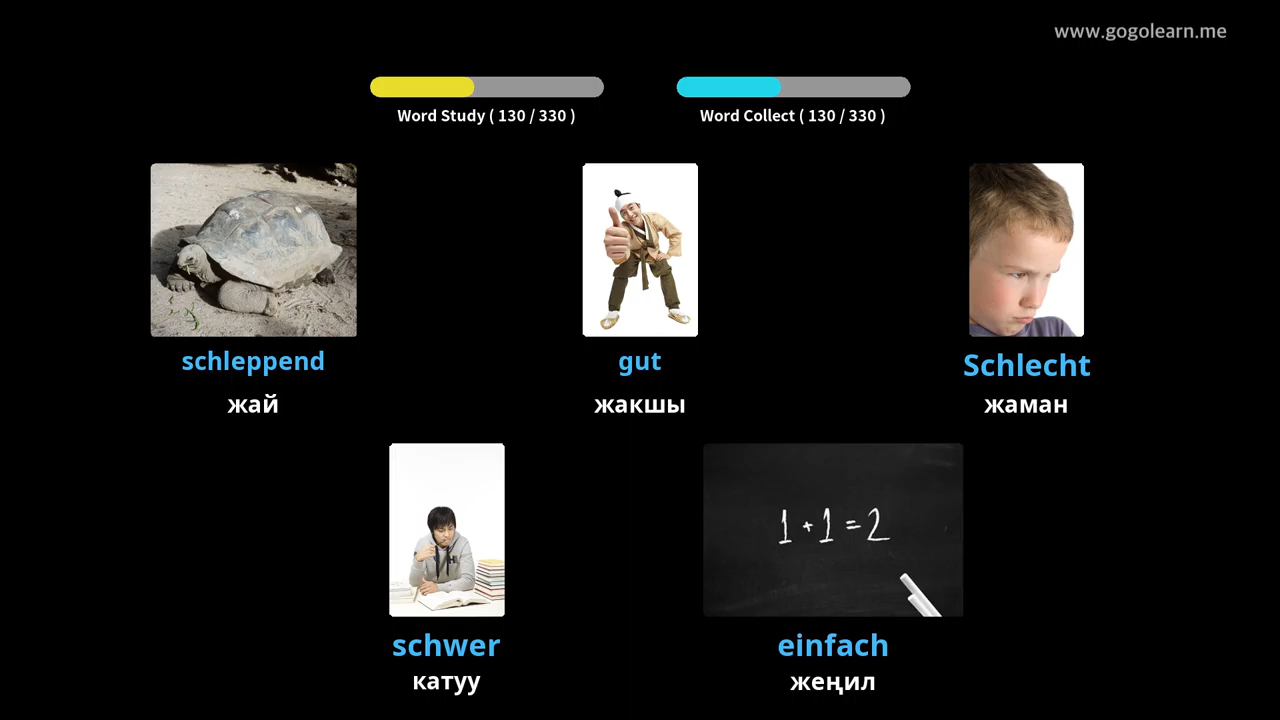 www.gogolearn.me
Word Study ( 130 / 330 )
Word Collect ( 130 / 330 )
schleppend
жай
gut
жакшы
Schlecht
жаман
1 + 1 = 2
schwer
катуу
einfach
жеңил